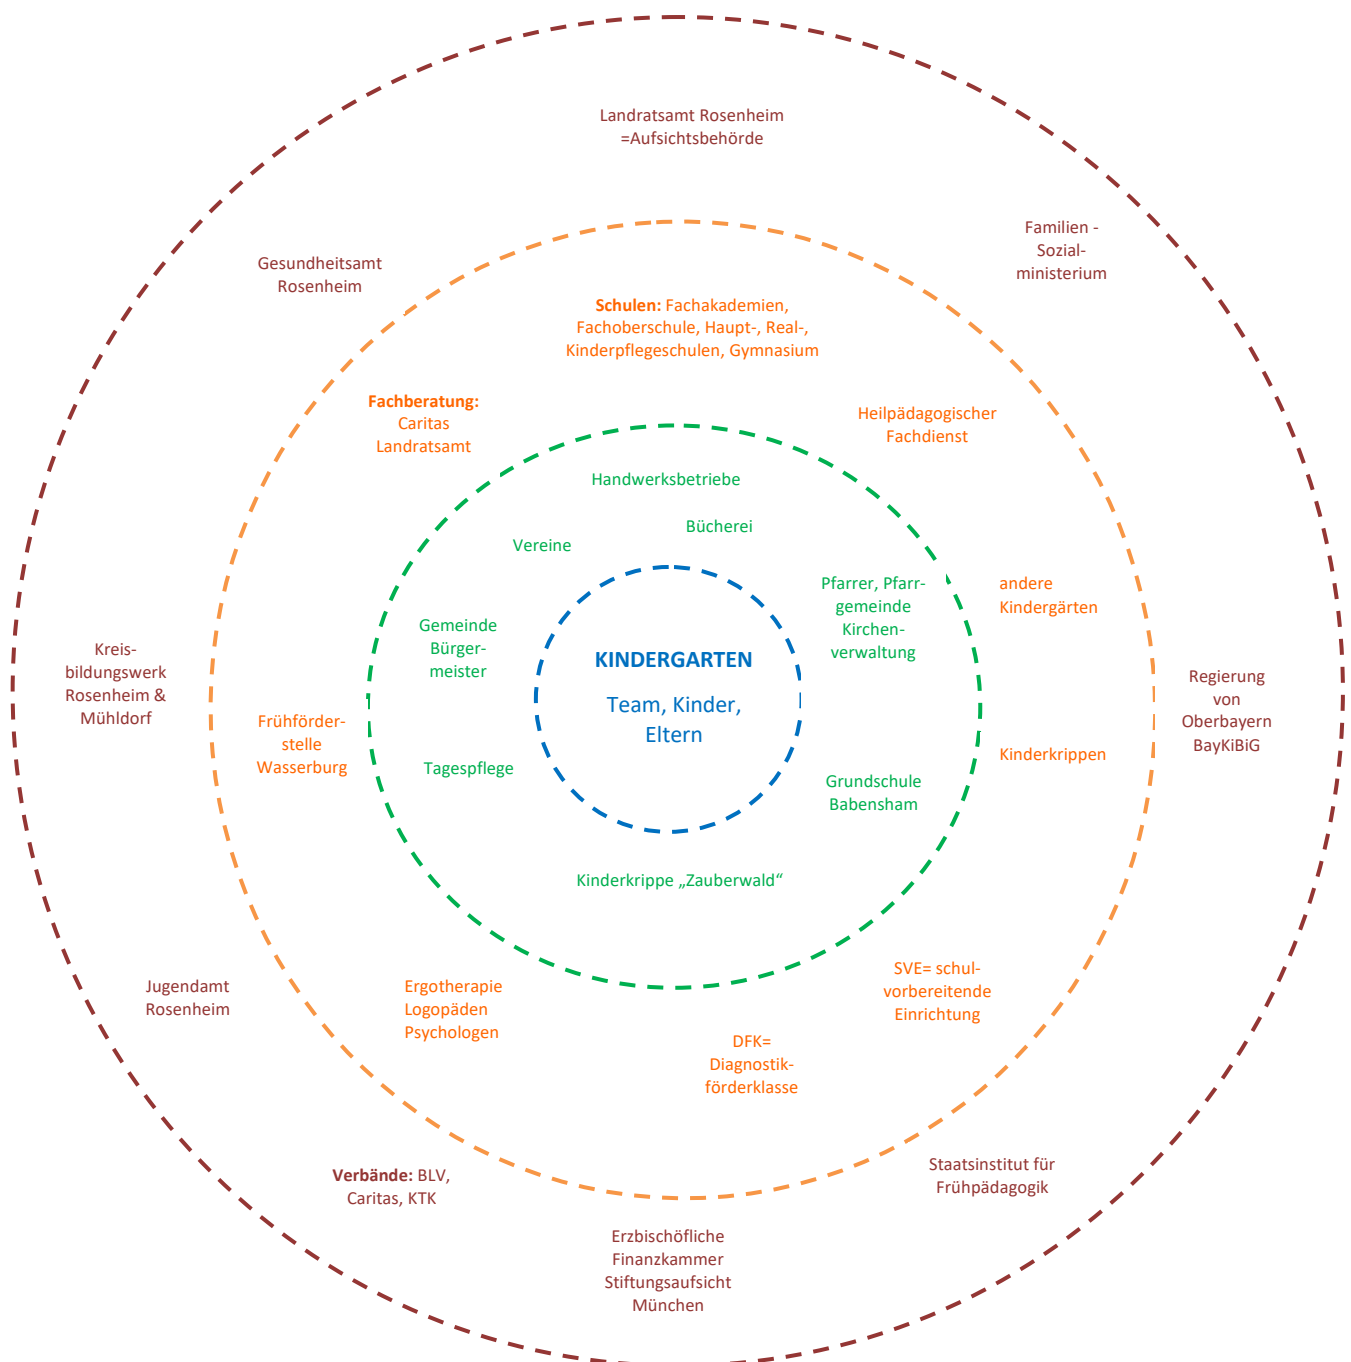 Landratsamt Rosenheim
=Aufsichtsbehörde
Familien -
Sozial-
ministerium
Gesundheitsamt
Rosenheim
Schulen: Fachakademien,
Fachoberschule, Haupt-, Real-,
Kinderpflegeschulen, Gymnasium
Fachberatung:
Caritas
Landratsamt
Heilpädagogischer
Fachdienst
Handwerksbetriebe
Bücherei
Vereine
Pfarrer, Pfarr-
gemeinde
Kirchen-
verwaltung
andere
Kindergärten
Gemeinde
Bürger-
meister
KINDERGARTEN
Team, Kinder,
Eltern
Kreis-
bildungswerk
Rosenheim &
Mühldorf
Regierung
von
Oberbayern
BayKiBiG
Frühförder-
stelle
Wasserburg
Tagespflege
Kinderkrippen
Grundschule
Babensham
Kinderkrippe „Zauberwald“
Jugendamt
Rosenheim
Ergotherapie
Logopäden
Psychologen
SVE= schul-
vorbereitende
Einrichtung
DFK=
Diagnostik-
förderklasse
Verbände: BLV,
Caritas, KTK
Staatsinstitut für
Frühpädagogik
Erzbischöfliche
Finanzkammer
Stiftungsaufsicht
München